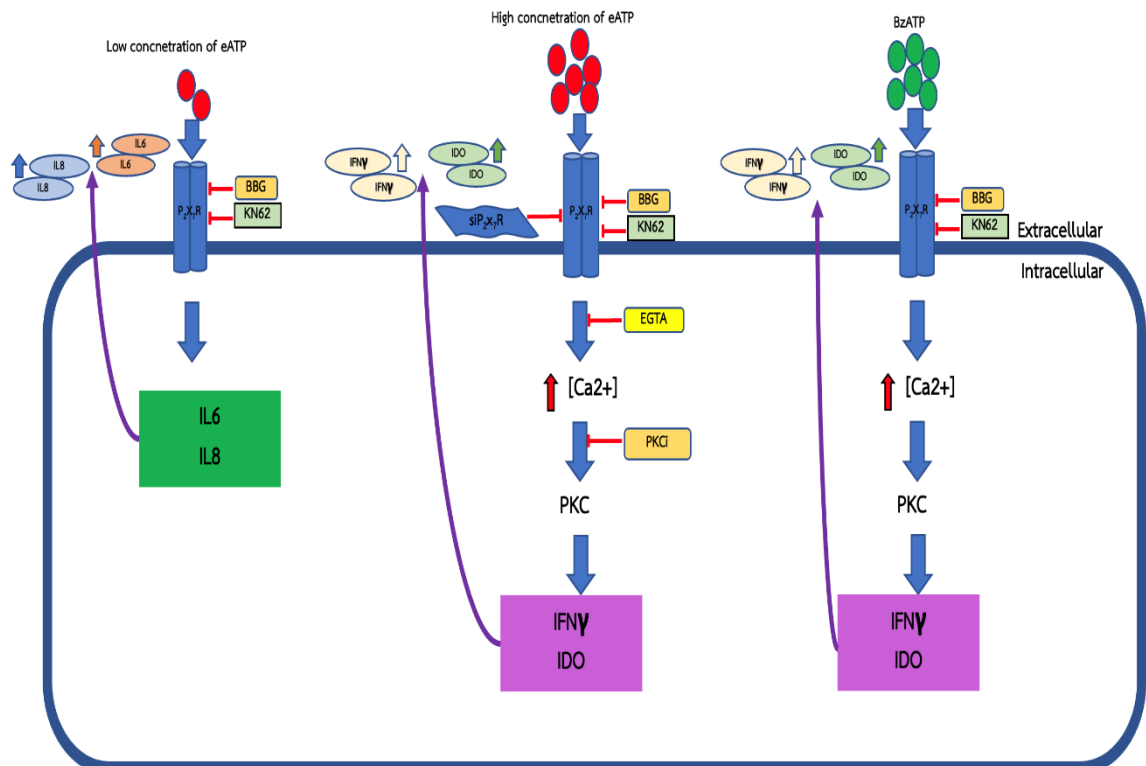 Low concnetration of eATP
High concnetration of eATP
BzATP
IL8
IL8
IL6
IL6
P2X7R
BBG
KN62
IFNγ
IFNγ
IDO
IDO
siP2X7R
P2X7R
BBG
KN62
IFNγ
IFNγ
IDO
IDO
P2X7R
BBG
KN62
Extracellular
Intracellular
EGTA
[Ca2+]
[Ca2+]
PKCi
PKC
PKC
IL6
IL8
IFNγ
IDO
IFNγ
IDO